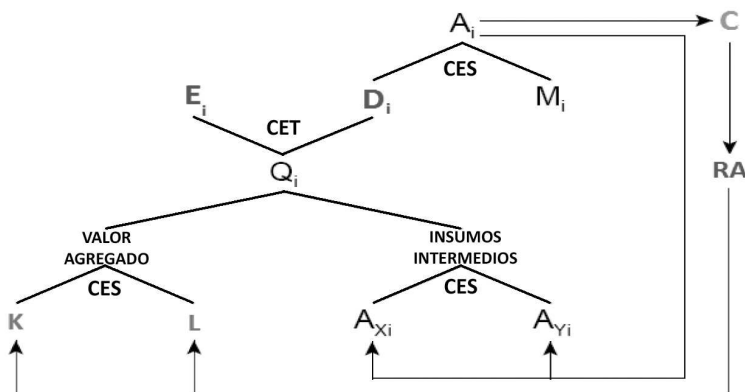 A_i C
CES
E_i D_i M_i
CET
Q_i RA
VALOR
AGREGADO
INSUMOS
INTERMEDIOS
CES CES
K L A_Xi A_Yi